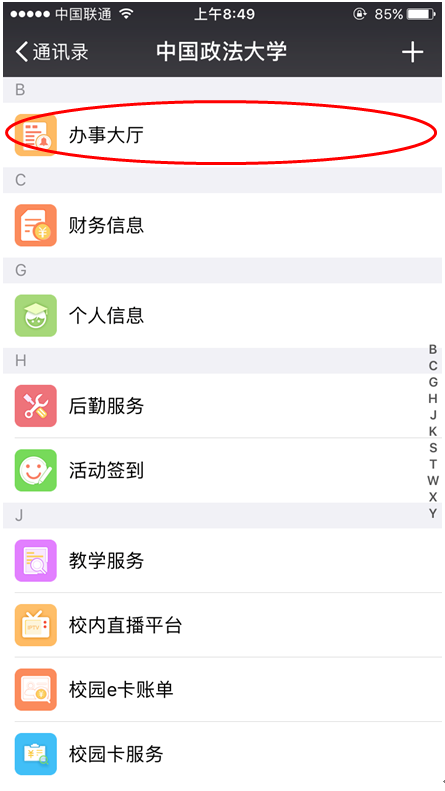 中国联通 上午8:49 85%
通讯录 中国政法大学
B
办事大厅
C
财务信息
G
个人信息
H
后勤服务
活动签到
J
教学服务
校内直播平台
校园e卡账单
校园卡服务
B
C
G
H
J
K
S
T
W
X
Y